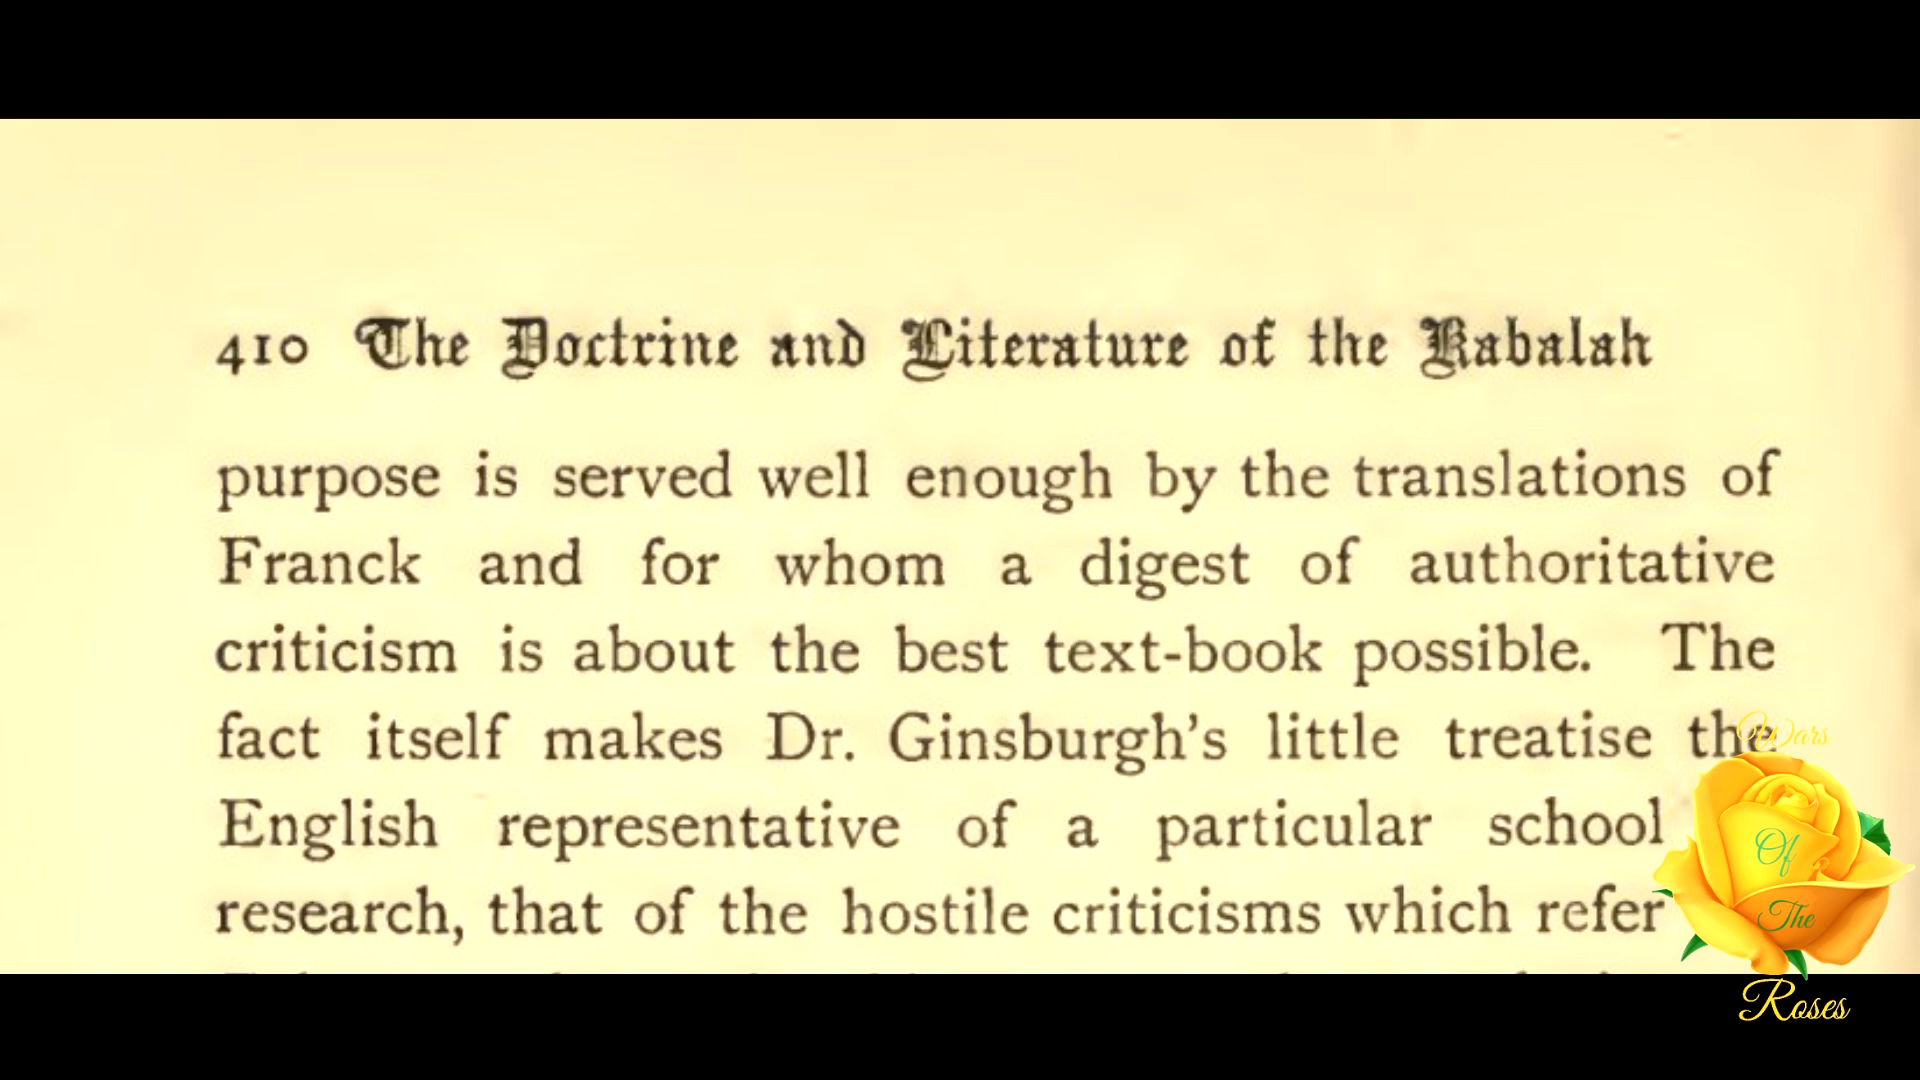 410 The Doctrine and Literature of the Kabalah
purpose is served well enough by the translations of
Franck and for whom a digest of authoritative
criticism is about the best text-book possible. The
fact itself makes Dr. Ginsburgh's little treatise the
English representative of a particular school
research, that of the hostile criticisms which refer
Wars
Of
The
Roses